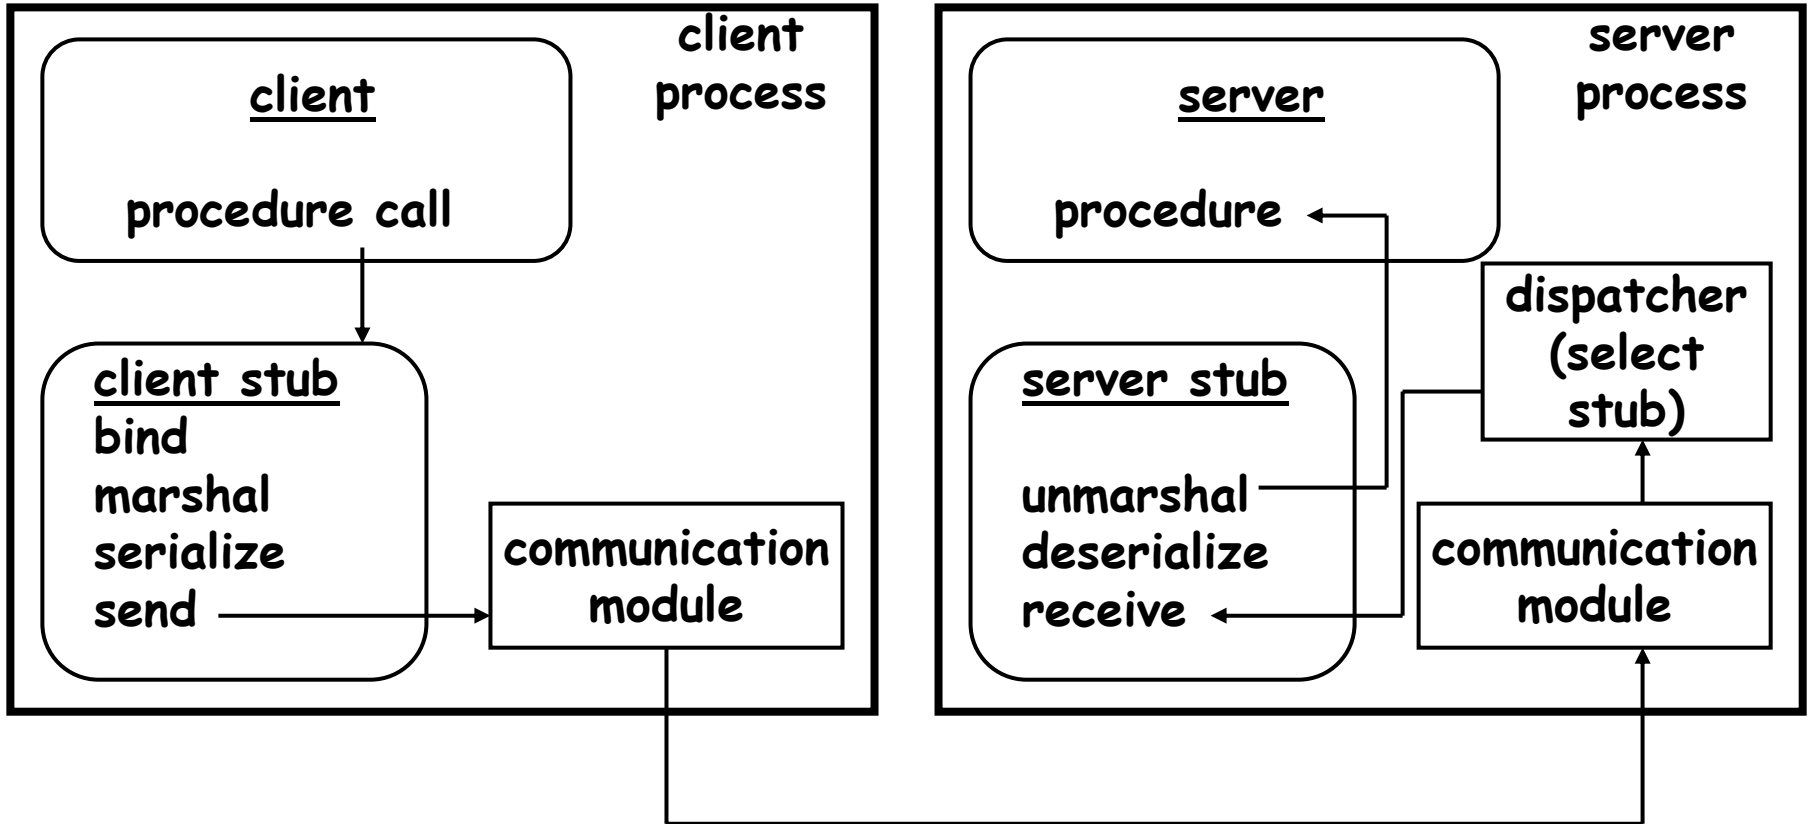 client
process
client
procedure call
client stub
bind
marshal
serialize
send
communication
module
server
process
server
procedure
dispatcher
(select
stub)
server stub
unmarshal
deserialize
receive
communication
module